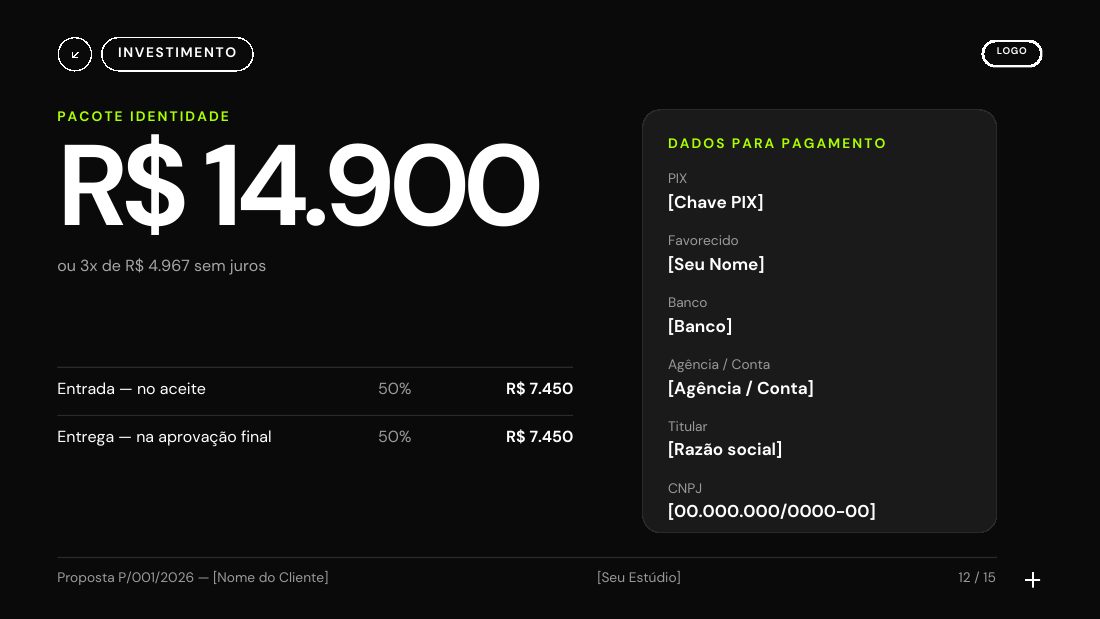 INVESTIMENTO
LOGO
PACOTE IDENTIDADE
R$ 14.900
ou 3x de R$ 4.967 sem juros
Entrada — no aceite 50% R$ 7.450
Entrega — na aprovação final 50% R$ 7.450
DADOS PARA PAGAMENTO
PIX
[Chave PIX]
Favorecido
[Seu Nome]
Banco
[Banco]
Agência / Conta
[Agência / Conta]
Titular
[Razão social]
CNPJ
[00.000.000/0000-00]
Proposta P/001/2026 — [Nome do Cliente] [Seu Estúdio] 12 / 15